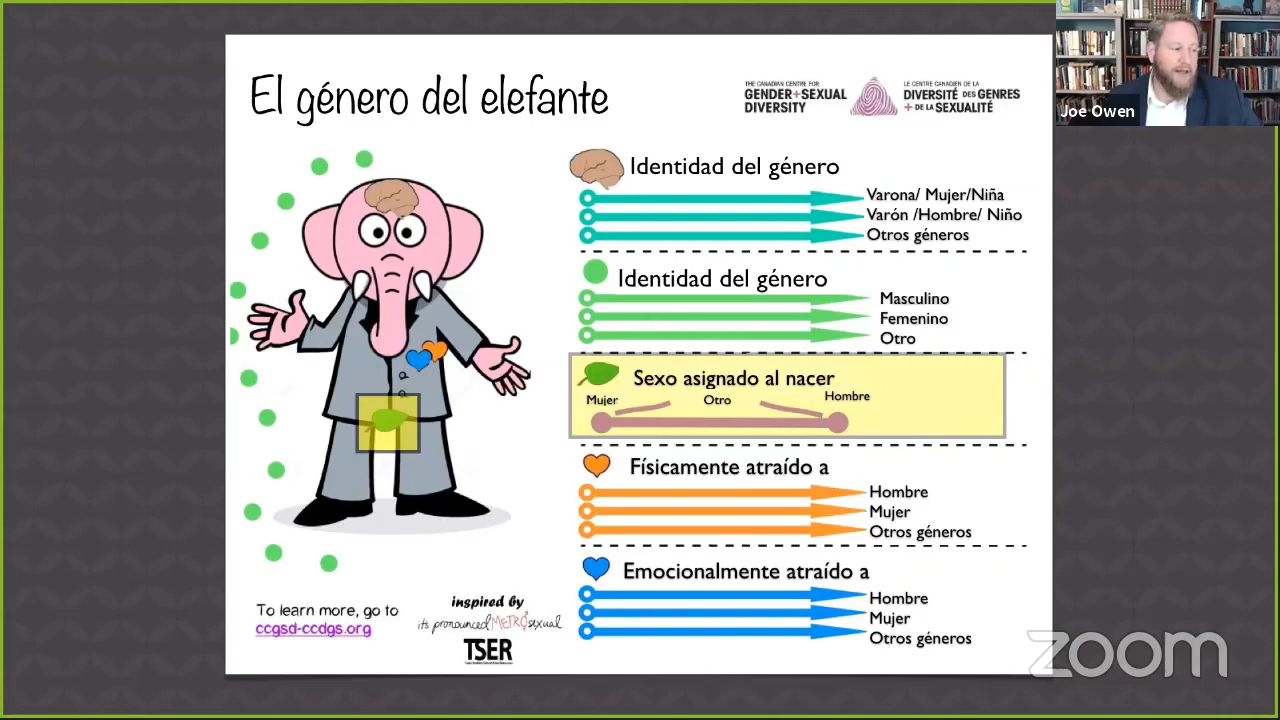 El género del elefante
THE CANADIAN CENTRE FOR
GENDER+SEXUAL
DIVERSITY
LE CENTRE CANADIEN DE LA
DIVERSITÉ DES GENRES
+ DE LA SEXUALITÉ
Joe Owen
Identidad del género
Varona/ Mujer/Niña
Varón /Hombre/ Niño
Otros géneros
Identidad del género
Masculino
Femenino
Otro
Sexo asignado al nacer
Mujer Otro Hombre
Físicamente atraído a
Hombre
Mujer
Otros géneros
Emocionalmente atraído a
Hombre
Mujer
Otros géneros
To learn more, go to
ccgsd-ccdgs.org
inspired by
it's pronounced METROsexual
TSER
zoom